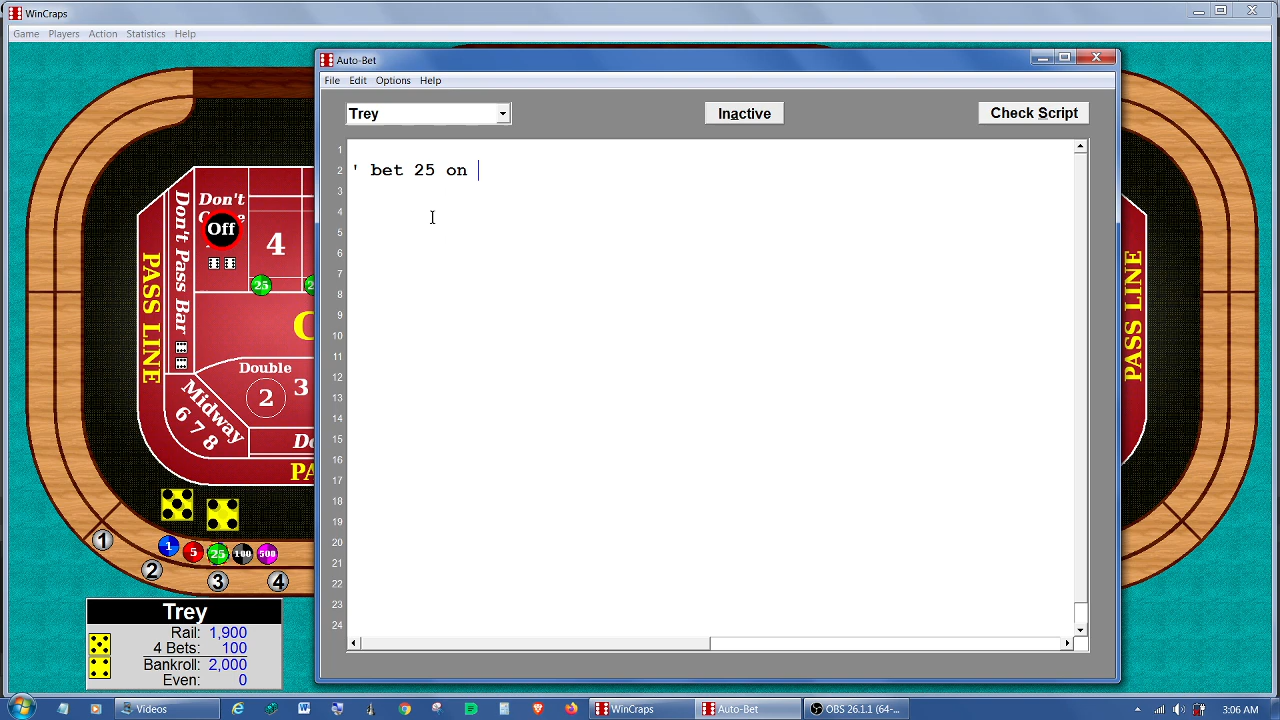 WinCraps
Game Players Action Statistics Help
Auto-Bet
File Edit Options Help
Trey
Inactive
Check Script
1
2 ' bet 25 on
3
4
5
6
7
8
9
10
11
12
13
14
15
16
17
18
19
20
21
22
23
24
Don't
Off
4
25
Don't Pass Bar
PASS LINE
Double
2
3
Midway
6 7 8
PASS LINE
1 5 25 100 500
1
2
3
4
Trey
Rail: 1,900
4 Bets: 100
Bankroll: 2,000
Even: 0
Videos
WinCraps
Auto-Bet
OBS 26.1.1 (64-...
3:06 AM